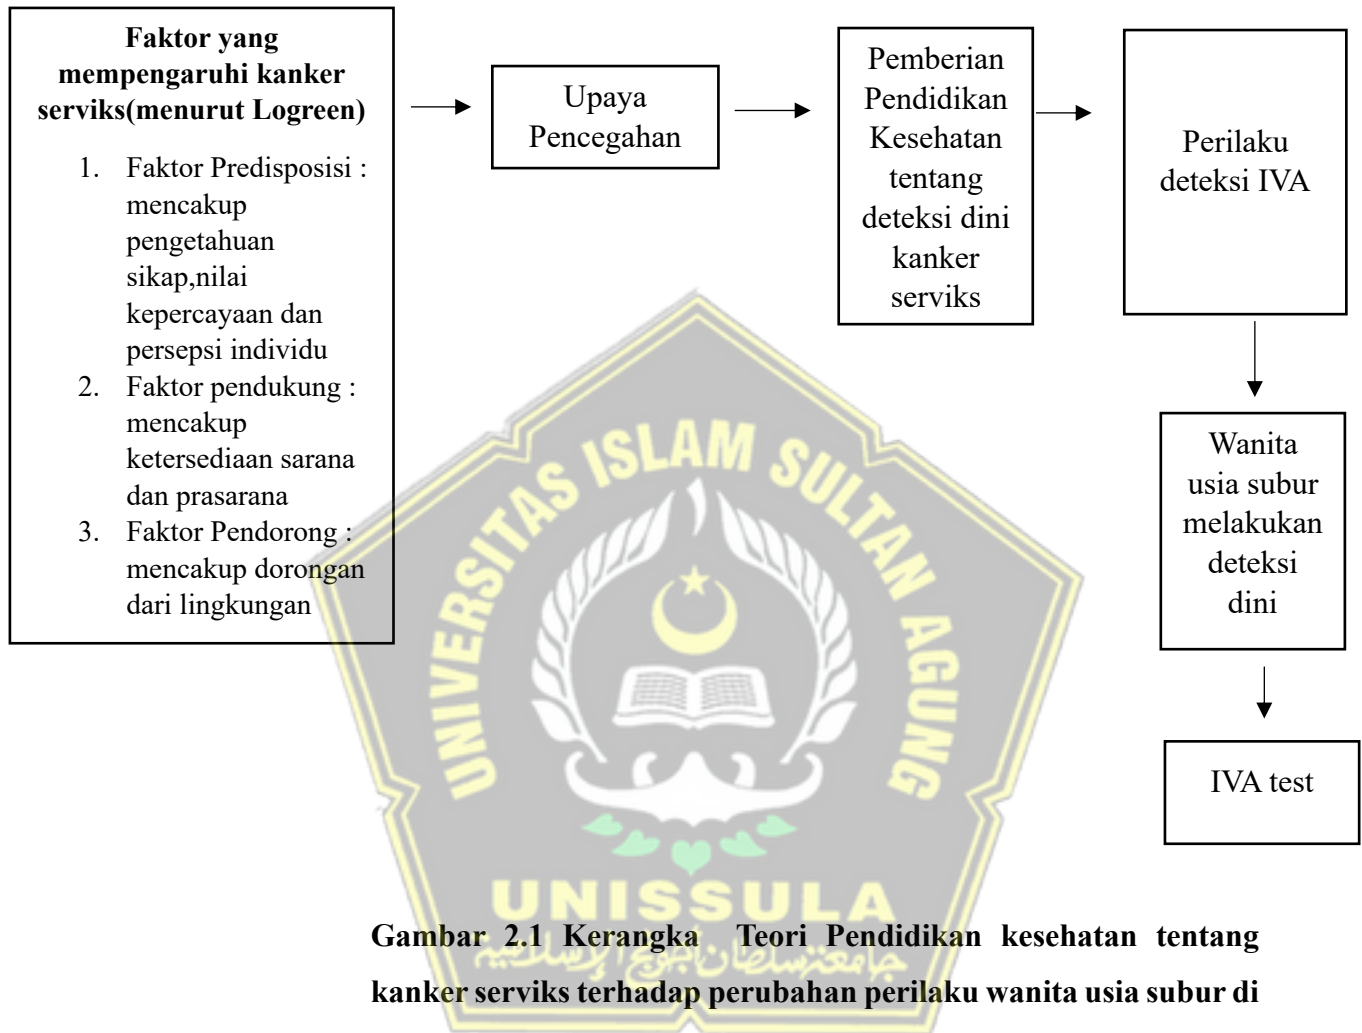 Faktor yang
mempengaruhi kanker
serviks(menurut Logreen)
1. Faktor Predisposisi :
mencakup
pengetahuan
sikap,nilai
kepercayaan dan
persepsi individu
2. Faktor pendukung :
mencakup
ketersediaan sarana
dan prasarana
3. Faktor Pendorong :
mencakup dorongan
dari lingkungan
Upaya
Pencegahan
Pemberian
Pendidikan
Kesehatan
tentang
deteksi dini
kanker
serviks
Perilaku
deteksi IVA
Wanita
usia subur
melakukan
deteksi
dini
IVA test
UNIVERSITAS ISLAM SULTAN AGUNG
UNISSULA
جامعة سلطان أجونج الإسلامية
Gambar 2.1 Kerangka Teori Pendidikan kesehatan tentang
kanker serviks terhadap perubahan perilaku wanita usia subur di